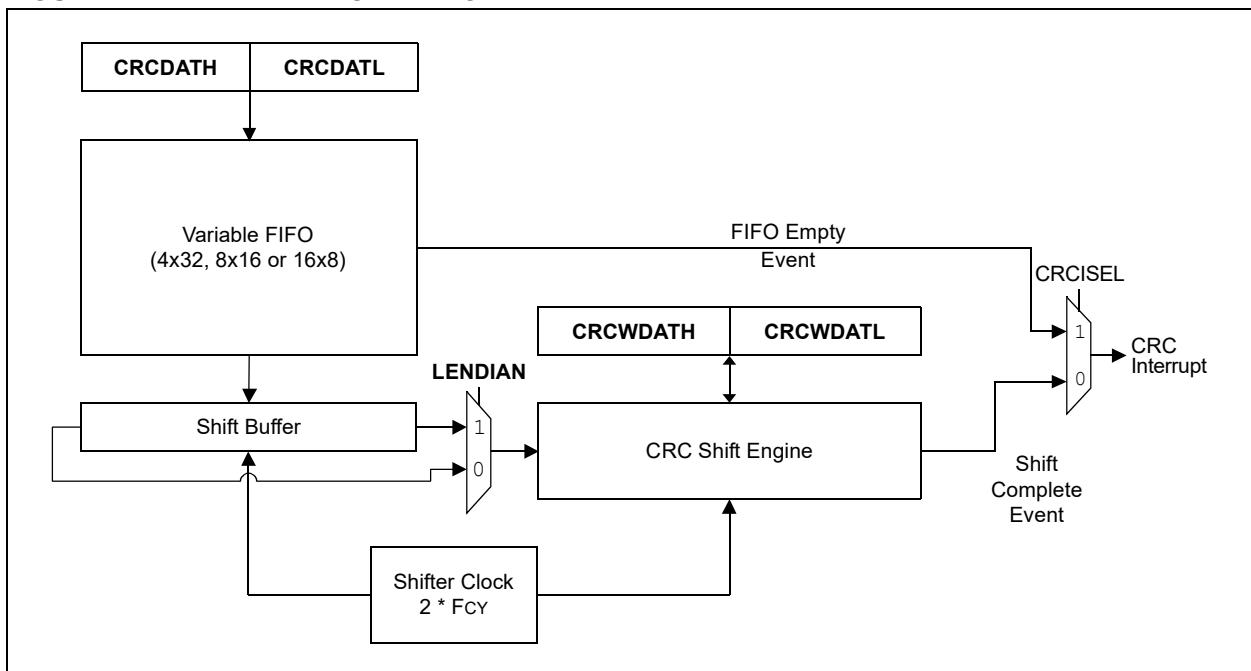 CRCDATH
CRCDATL
Variable FIFO
(4x32, 8x16 or 16x8)
FIFO Empty
Event
CRCISEL
CRCWDATH
CRCWDATL
1
0
CRC
Interrupt
LENDIAN
Shift Buffer
1
0
CRC Shift Engine
Shift
Complete
Event
Shifter Clock
2 * FCY